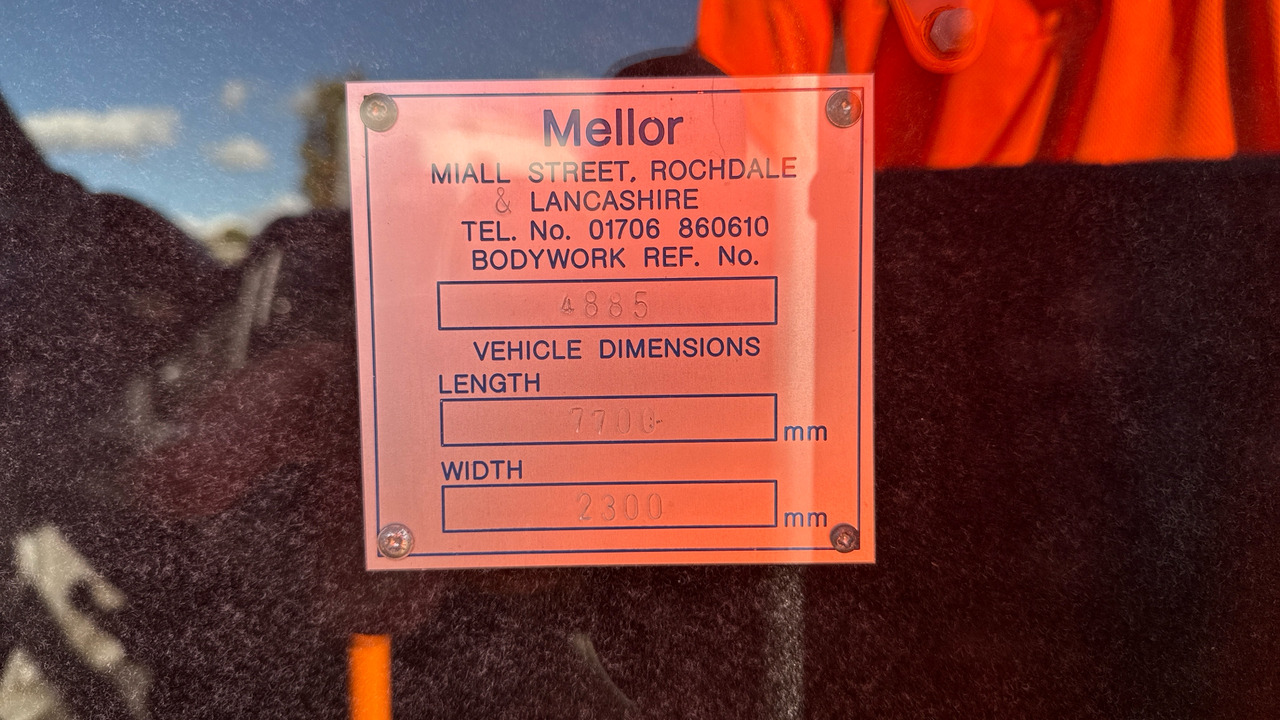 Mellor
MIALL STREET, ROCHDALE
& LANCASHIRE
TEL. No. 01706 860610
BODYWORK REF. No.
4885
VEHICLE DIMENSIONS
LENGTH
7700 mm
WIDTH
2300 mm